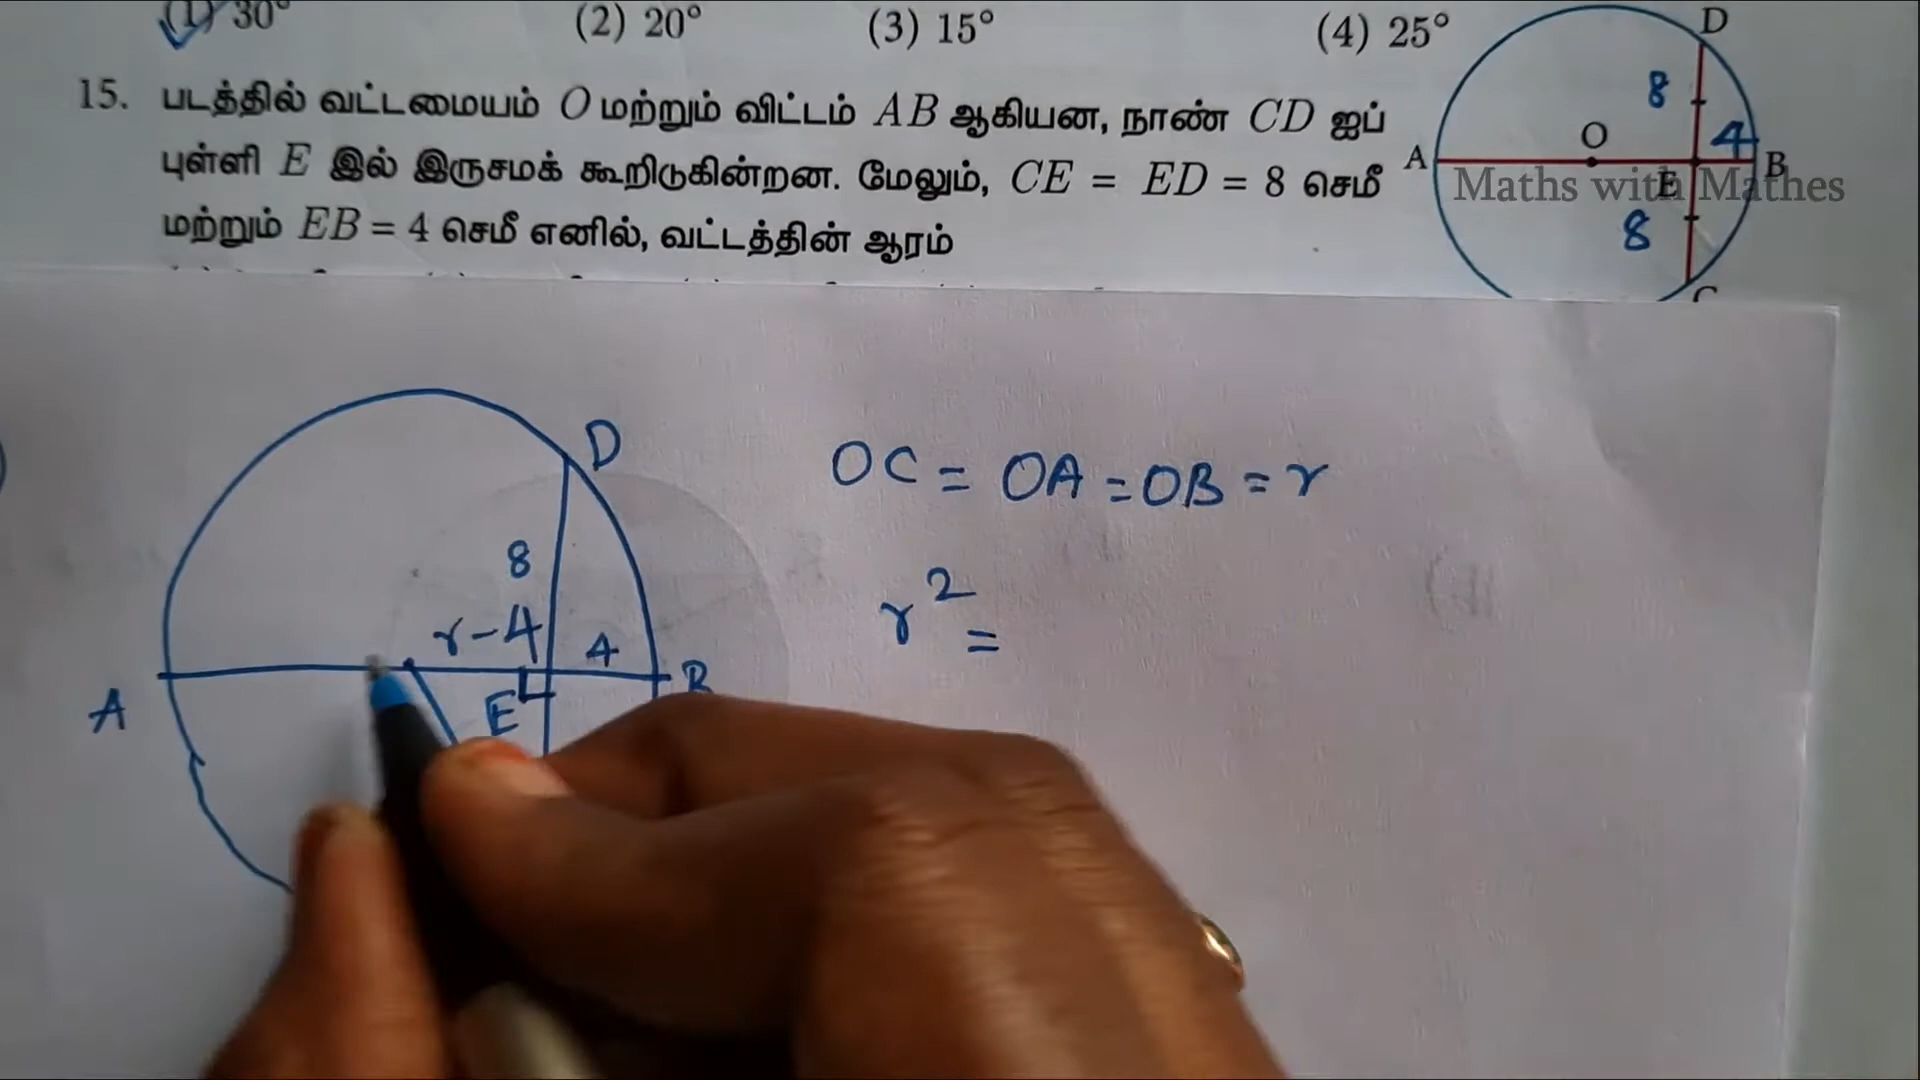 (1) 30° (2) 20° (3) 15° (4) 25°
15. படத்தில் வட்டமையம் O மற்றும் விட்டம் AB ஆகியன, நாண் CD ஐப்
புள்ளி E இல் இருசமக் கூறிடுகின்றன. மேலும், CE = ED = 8 செமீ
மற்றும் EB = 4 செமீ எனில், வட்டத்தின் ஆரம்
D
8
O 4
A E B
Maths with Mathes
8
C
D
OC = OA = OB = r
8
r² =
r-4 4
A E B